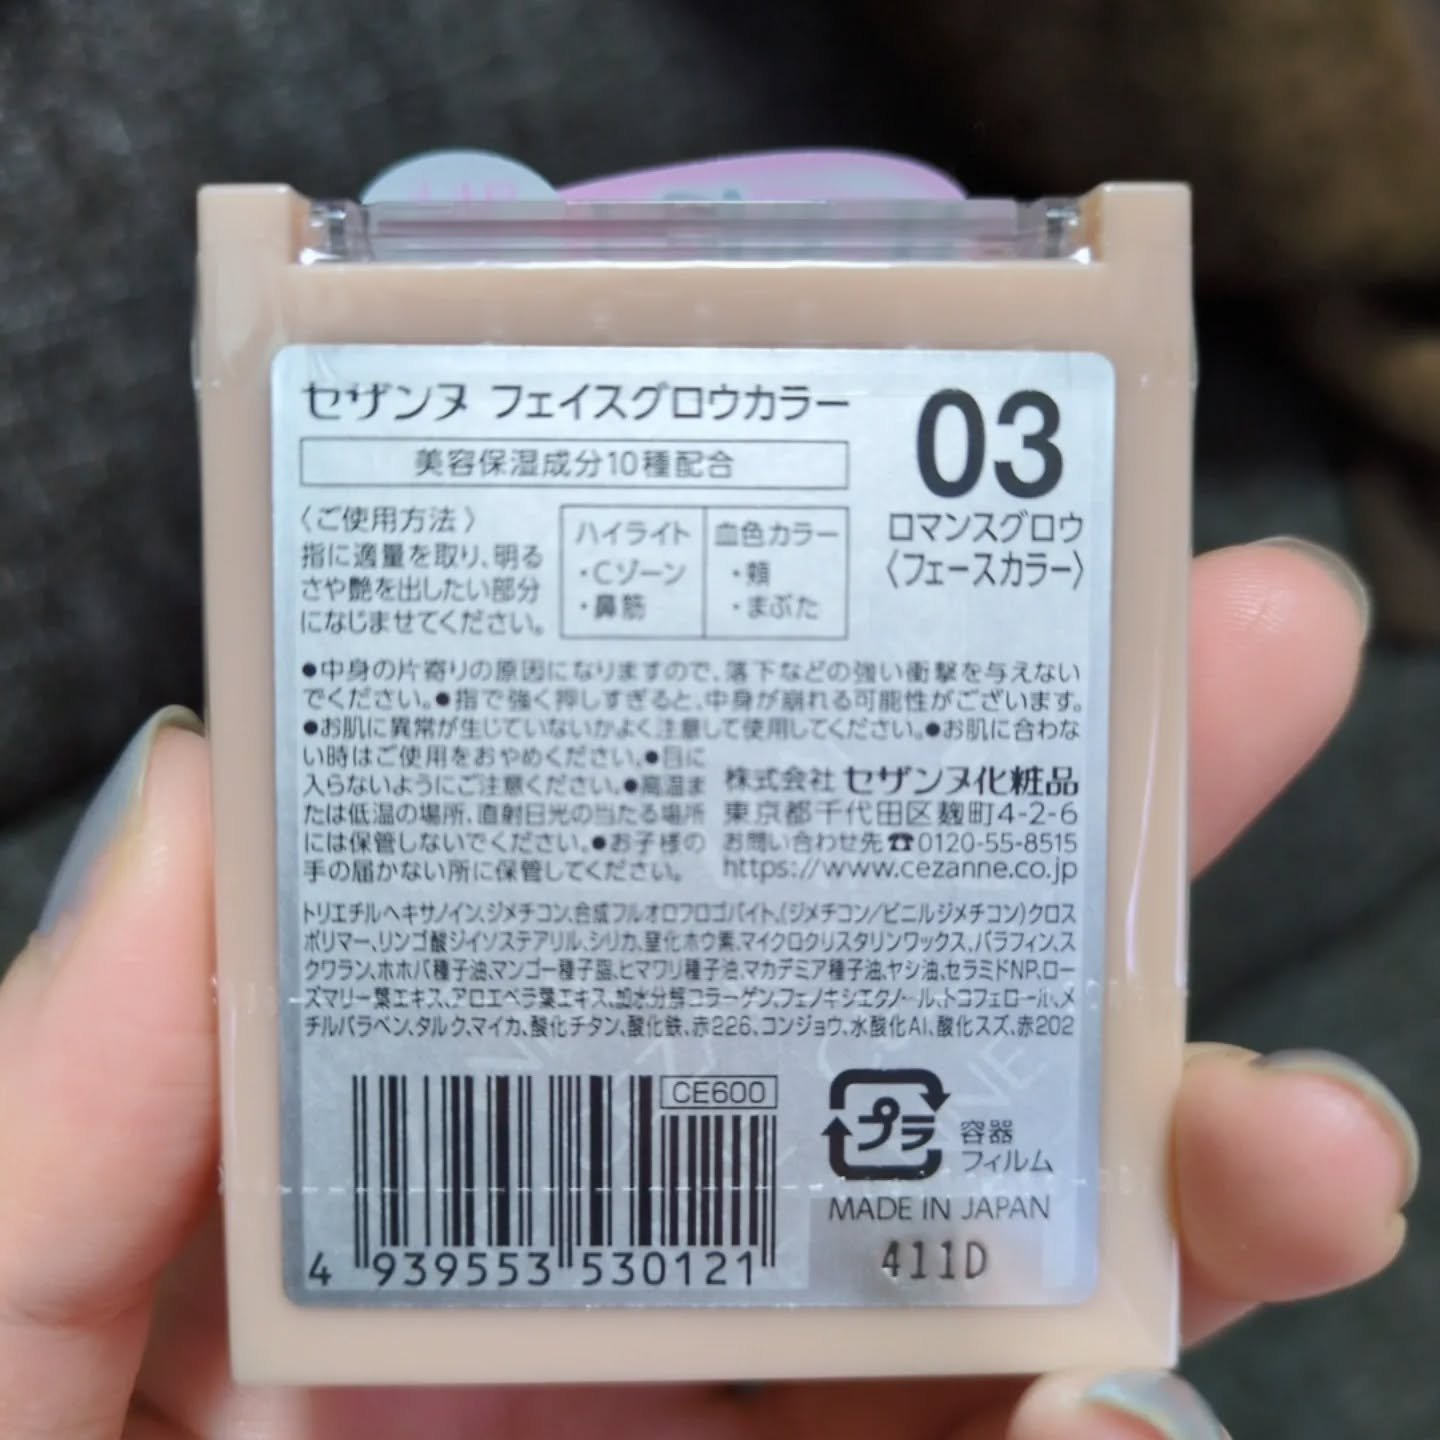 セザンヌ フェイスグロウカラー
美容保湿成分10種配合
03
ロマンスグロウ
〈フェースカラー〉
〈ご使用方法〉
指に適量を取り、明る
さや艶を出したい部分
になじませてください。
ハイライト
・Cゾーン
・鼻筋
血色カラー
・頬
・まぶた
●中身の片寄りの原因になりますので、落下などの強い衝撃を与えない
でください。●指で強く押しすぎると、中身が崩れる可能性がございます。
●お肌に異常が生じていないかよく注意して使用してください。●お肌に合わな
い時はご使用をおやめください。●目に
入らないようにご注意ください。●高温ま
たは低温の場所、直射日光の当たる場所
には保管しないでください。●お子様の
手の届かない所に保管してください。
株式会社 セザンヌ化粧品
東京都千代田区麹町4-2-6
お問い合わせ先☎0120-55-8515
https://www.cezanne.co.jp
トリエチルヘキサノイン、ジメチコン、合成フルオロフロゴパイト、(ジメチコン/ビニルジメチコン)クロス
ポリマー、リンゴ酸ジイソステアリル、シリカ、窒化ホウ素、マイクロクリスタリンワックス、パラフィン、ス
クワラン、ホホバ種子油、マンゴー種子脂、ヒマワリ種子油、マカデミア種子油、ヤシ油、セラミドNP、ロー
ズマリー葉エキス、アロエベラ葉エキス、加水分解コラーゲン、フェノキシエタノール、トコフェロール、メ
チルパラベン、タルク、マイカ、酸化チタン、酸化鉄、赤226、コンジョウ、水酸化Al、酸化スズ、赤202
CE600
4 939553 530121
プラ
容器
フィルム
MADE IN JAPAN
411D